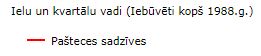 Ielu un kvartālu vadi (Iebūvēti kopš 1988.g.)
Pašteces sadzīves